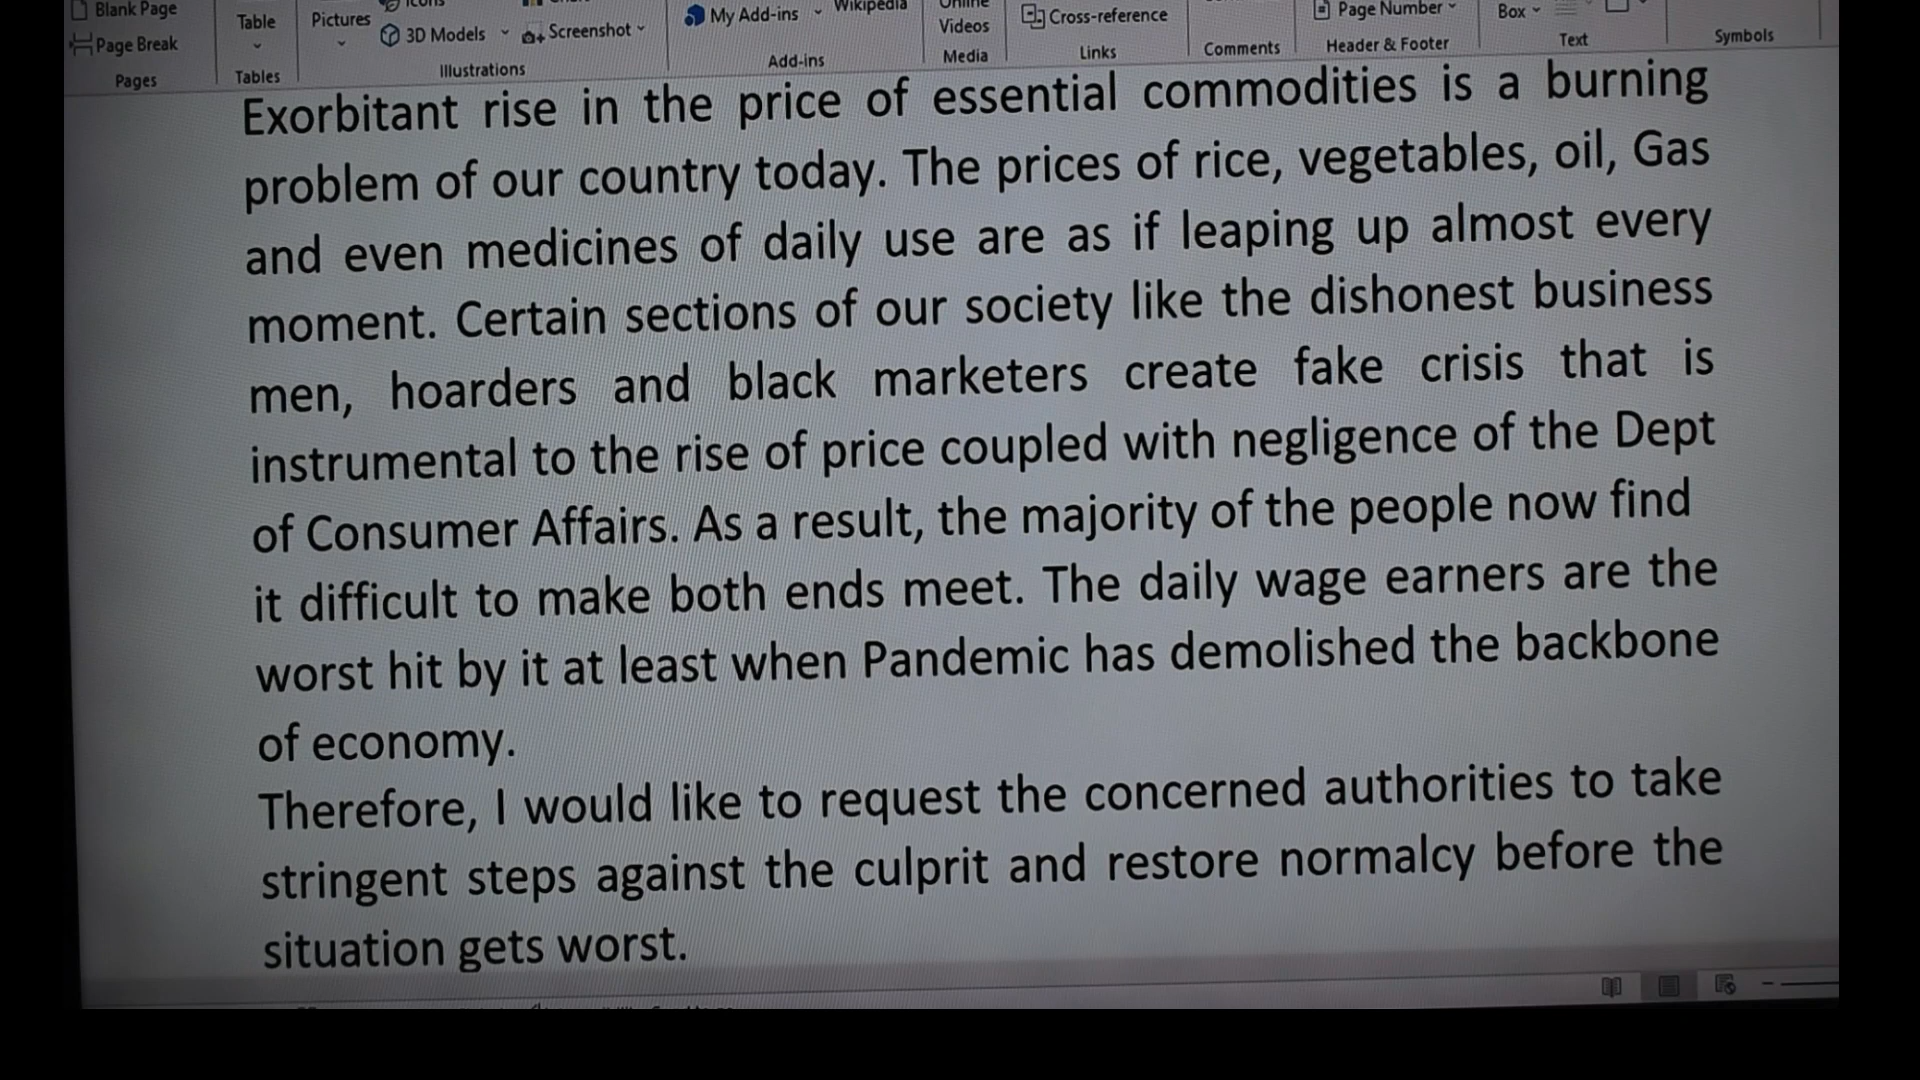 Blank Page
Page Break
Pages
Table
Tables
Pictures
Icons
3D Models
Screenshot
Illustrations
My Add-ins
Wikipedia
Add-ins
Online
Videos
Media
Cross-reference
Links
Comments
Page Number
Header & Footer
Box
Text
Symbols
Exorbitant rise in the price of essential commodities is a burning
problem of our country today. The prices of rice, vegetables, oil, Gas
and even medicines of daily use are as if leaping up almost every
moment. Certain sections of our society like the dishonest business
men, hoarders and black marketers create fake crisis that is
instrumental to the rise of price coupled with negligence of the Dept
of Consumer Affairs. As a result, the majority of the people now find
it difficult to make both ends meet. The daily wage earners are the
worst hit by it at least when Pandemic has demolished the backbone
of economy.
Therefore, I would like to request the concerned authorities to take
stringent steps against the culprit and restore normalcy before the
situation gets worst.